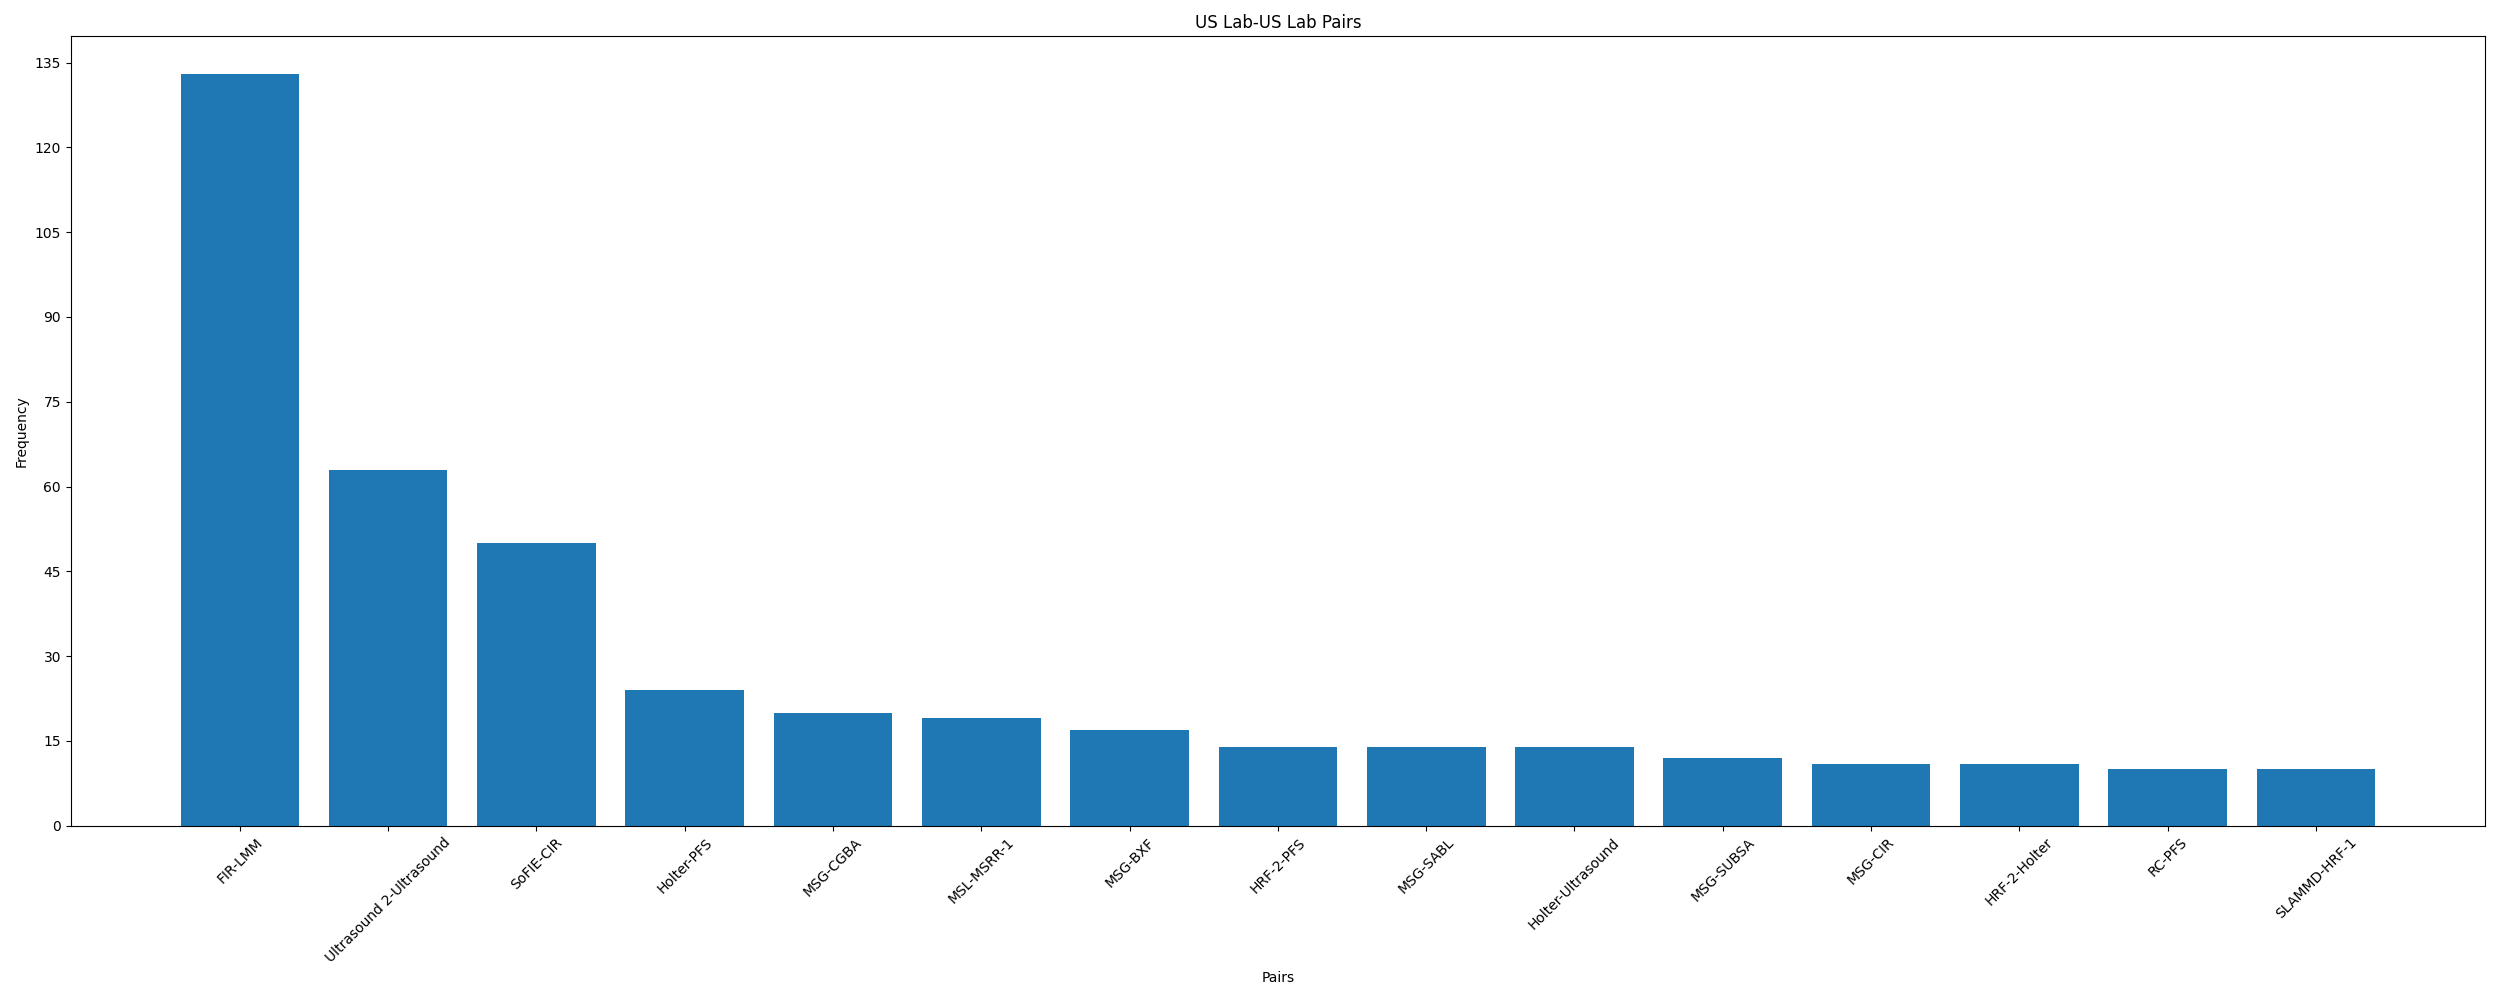 US Lab-US Lab Pairs
Frequency
135
120
105
90
75
60
45
30
15
0
FIR-LMM
Ultrasound 2-Ultrasound
SoFIE-CIR
Holter-PFS
MSG-CGBA
MSL-MSRR-1
MSG-BXF
HRF-2-PFS
MSG-SABL
Holter-Ultrasound
MSG-SUBSA
MSG-CIR
HRF-2-Holter
RC-PFS
SLAMMD-HRF-1
Pairs